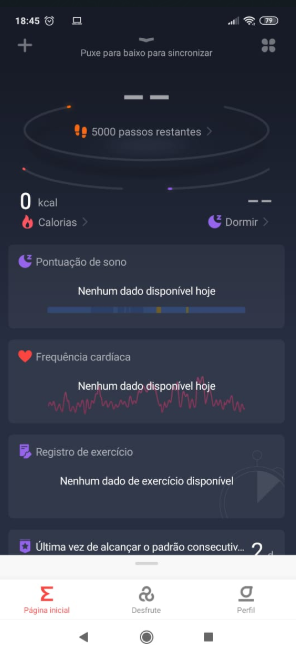 18:45
79
Puxe para baixo para sincronizar
5000 passos restantes
0 kcal
Calorias
Dormir
Pontuação de sono
Nenhum dado disponível hoje
Frequência cardíaca
Nenhum dado disponível hoje
Registro de exercício
Nenhum dado de exercício disponível
Última vez de alcançar o padrão consecutiv... 2 d
Página inicial
Desfrute
Perfil